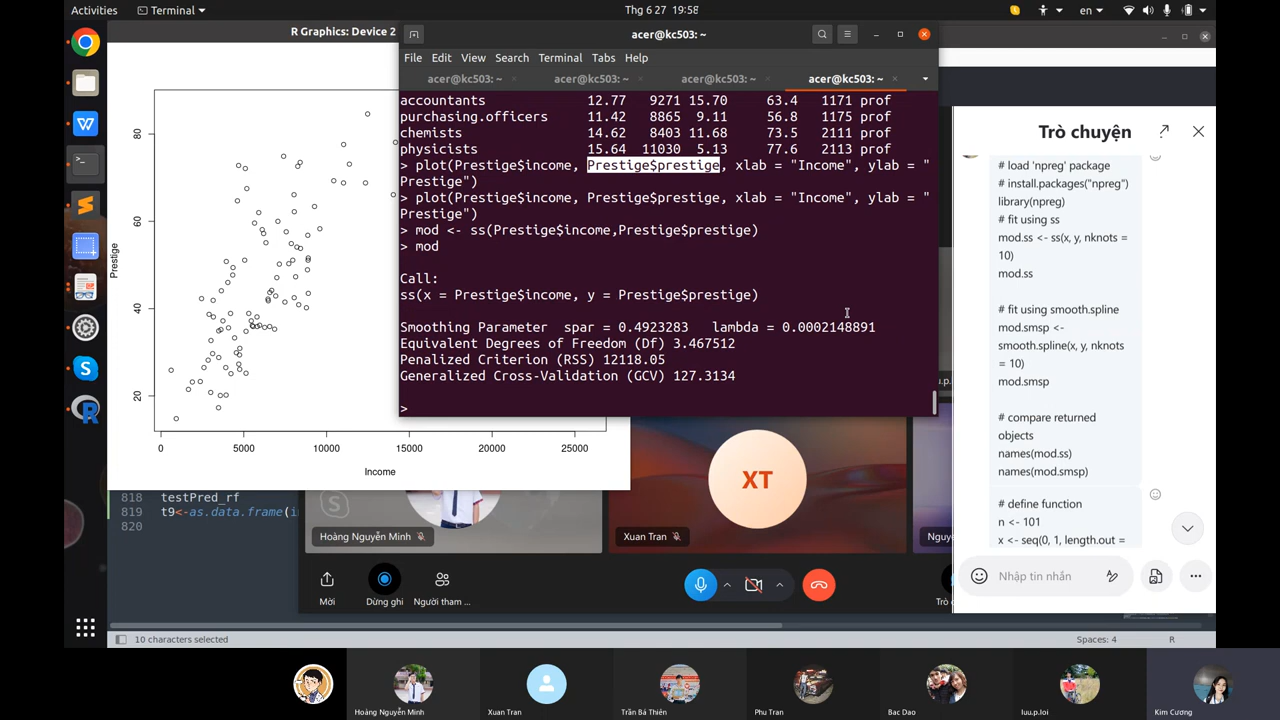 Activities
Terminal
Thg 6 27 19:58
en
R Graphics: Device 2
acer@kc503: ~
File Edit View Search Terminal Tabs Help
acer@kc503: ~
acer@kc503: ~
acer@kc503: ~
acer@kc503: ~
accountants 12.77 9271 15.70 63.4 1171 prof
purchasing.officers 11.42 8865 9.11 56.8 1175 prof
chemists 14.62 8403 11.68 73.5 2111 prof
physicists 15.64 11030 5.13 77.6 2113 prof
> plot(Prestige$income, Prestige$prestige, xlab = "Income", ylab = "
Prestige")
> plot(Prestige$income, Prestige$prestige, xlab = "Income", ylab = "
Prestige")
> mod <- ss(Prestige$income,Prestige$prestige)
> mod
Call:
ss(x = Prestige$income, y = Prestige$prestige)
Smoothing Parameter spar = 0.4923283 lambda = 0.0002148891
Equivalent Degrees of Freedom (Df) 3.467512
Penalized Criterion (RSS) 12118.05
Generalized Cross-Validation (GCV) 127.3134
>
80
60
40
20
Prestige
0 5000 10000 15000 20000 25000
Income
818 testPred_rf
819 t9<-as.data.frame(i
820
XT
Hoàng Nguyễn Minh
Xuan Tran
Nguy
Mời
Dừng ghi
Người tham ...
Trò c
Trò chuyện
# load 'npreg' package
# install.packages("npreg")
library(npreg)
# fit using ss
mod.ss <- ss(x, y, nknots =
10)
mod.ss
# fit using smooth.spline
mod.smsp <-
smooth.spline(x, y, nknots
= 10)
mod.smsp
# compare returned
objects
names(mod.ss)
names(mod.smsp)
# define function
n <- 101
x <- seq(0, 1, length.out =
Nhập tin nhắn
10 characters selected
Spaces: 4
R
Hoàng Nguyễn Minh
Xuan Tran
Trần Bá Thiên
Phu Tran
Bac Dao
luu.p.loi
Kim Cương